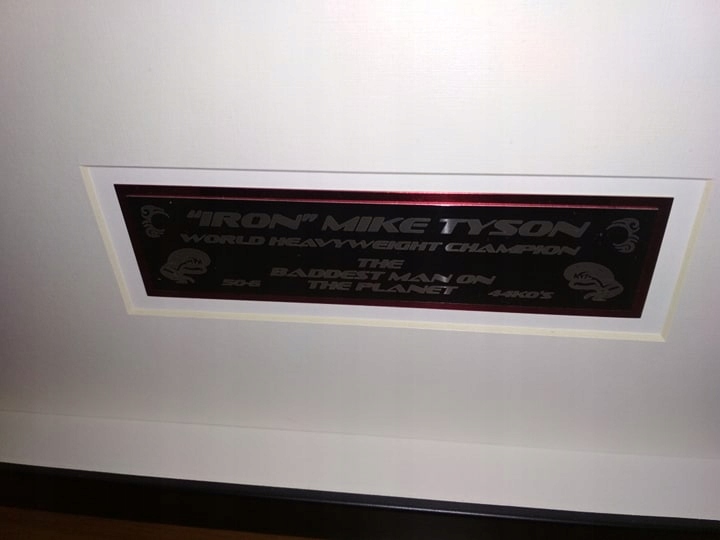 "IRON" MIKE TYSON
WORLD HEAVYWEIGHT CHAMPION
THE
BADDEST MAN ON
THE PLANET
50-6
44KO'S